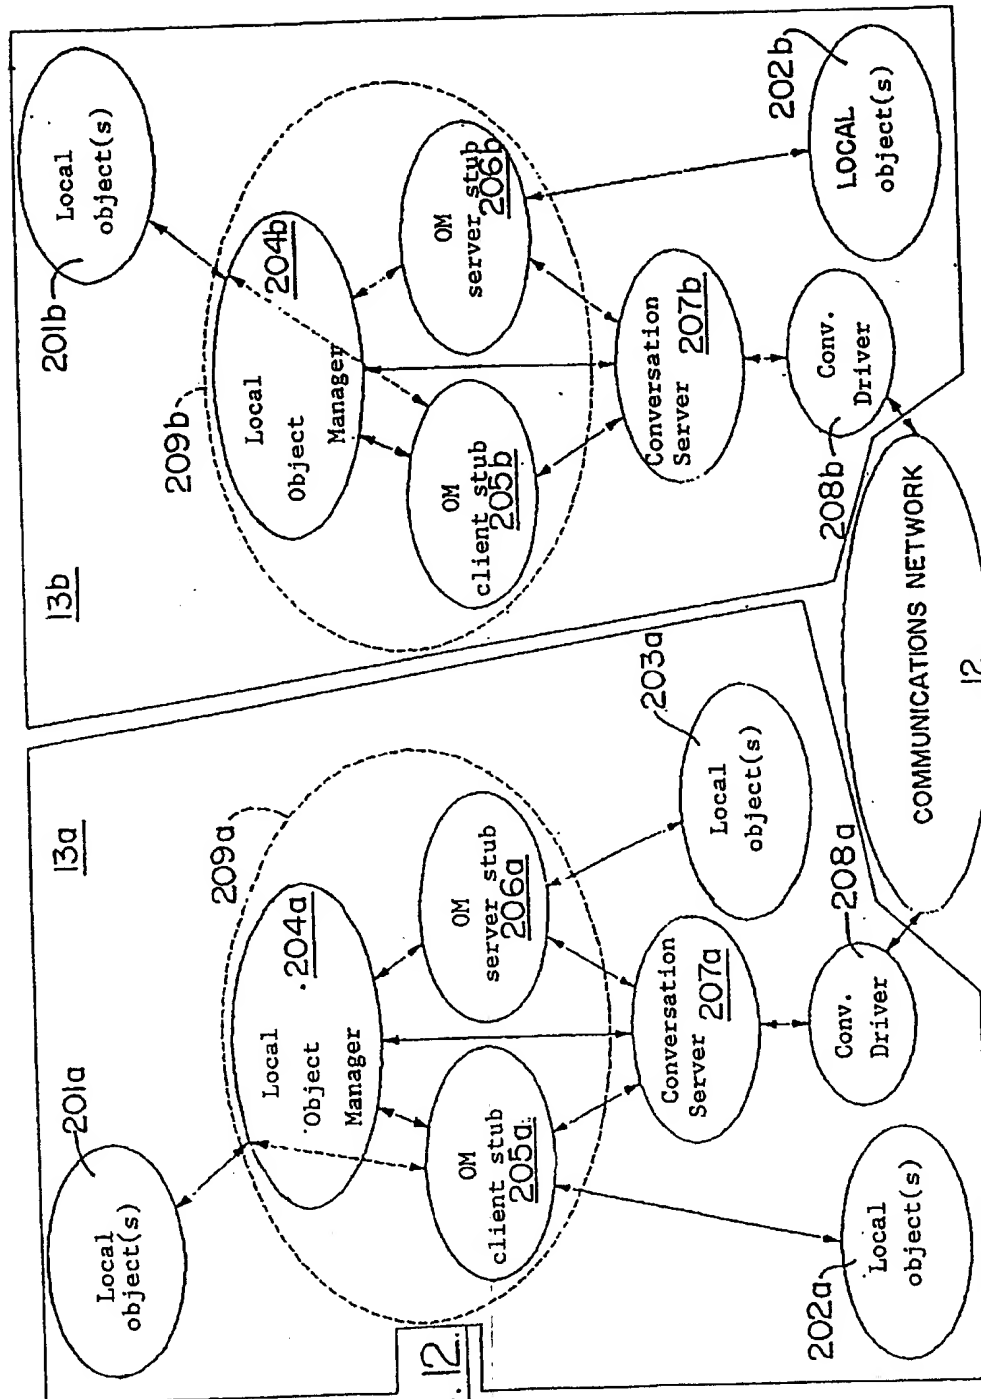 13a
201a
Local
object(s)
209a
Local
Object
Manager
204a
OM
client stub
205a
OM
server stub
206a
Conversation
Server
207a
Local
object(s)
203a
Local
object(s)
202a
Conv.
Driver
208a
13b
201b
Local
object(s)
209b
Local
Object
Manager
204b
OM
client stub
205b
OM
server stub
206b
Conversation
Server
207b
LOCAL
object(s)
202b
Conv.
Driver
208b
COMMUNICATIONS NETWORK
12
. 12.